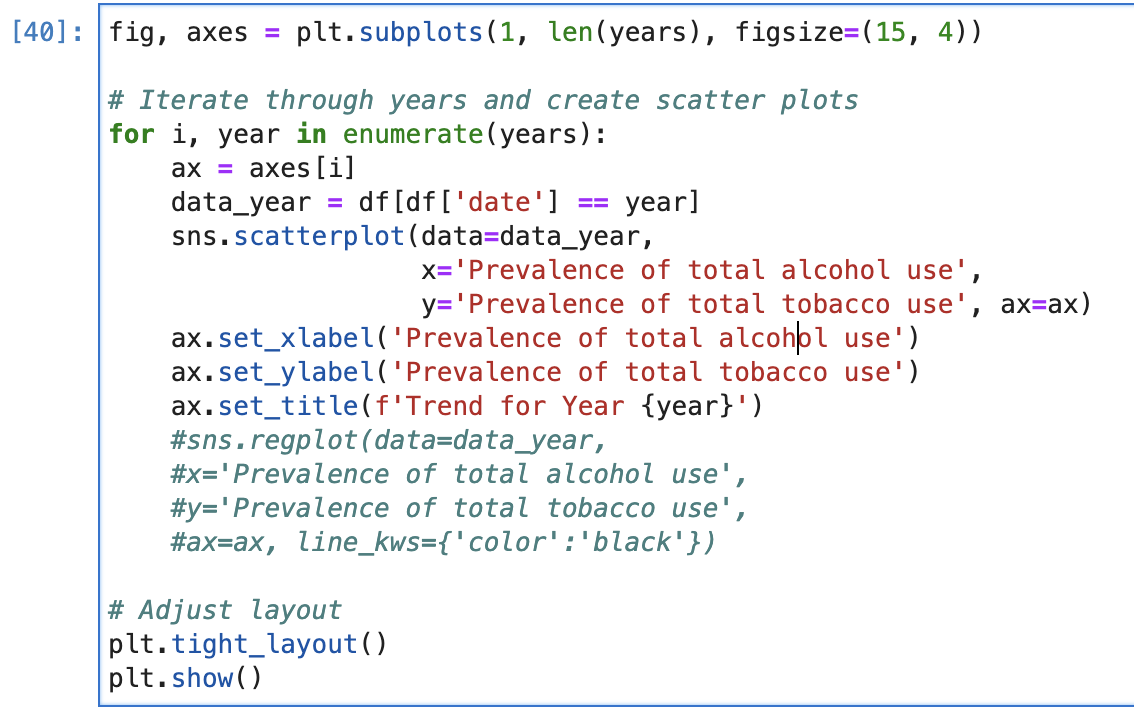 [40]: fig, axes = plt.subplots(1, len(years), figsize=(15, 4))
# Iterate through years and create scatter plots
for i, year in enumerate(years):
    ax = axes[i]
    data_year = df[df['date'] == year]
    sns.scatterplot(data=data_year,
                    x='Prevalence of total alcohol use',
                    y='Prevalence of total tobacco use', ax=ax)
    ax.set_xlabel('Prevalence of total alcohol use')
    ax.set_ylabel('Prevalence of total tobacco use')
    ax.set_title(f'Trend for Year {year}')
    #sns.regplot(data=data_year,
    #x='Prevalence of total alcohol use',
    #y='Prevalence of total tobacco use',
    #ax=ax, line_kws={'color':'black'})
# Adjust layout
plt.tight_layout()
plt.show()